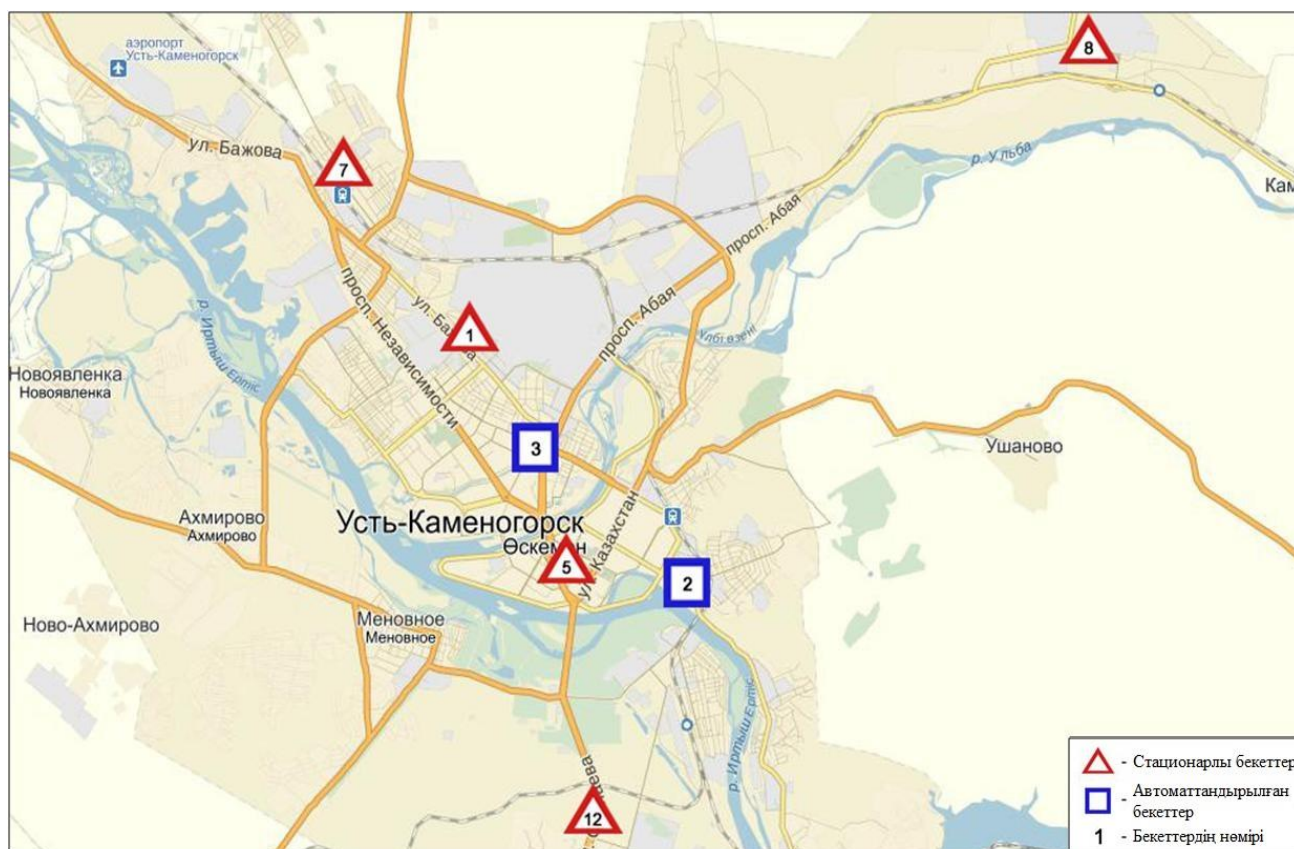 аэропорт
Усть-Каменогорск
8
ул. Бажова
7
р. Ульба
Кам
просп. Абая
р. Иртыш Ертіс
просп. Независимости
1
просп. Абая
Үлбі өзені
Новоявленка
Новоявленка
3
Ушаново
Ахмирово
Ахмирово
Усть-Каменогорск
Өскемен
ул. Казахстан
5
2
Ново-Ахмирово
Меновное
Меновное
р. Иртыш Ертіс
12
- Стационарлы бекеттер
- Автоматтандырылған
бекеттер
1 - Бекеттердің нөмірі